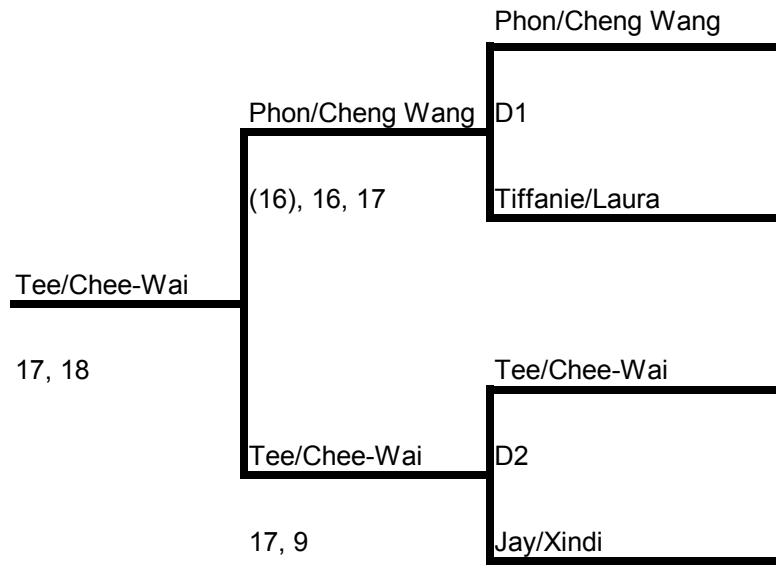 Phon/Cheng Wang
Phon/Cheng Wang
D1
(16), 16, 17
Tiffanie/Laura
Tee/Chee-Wai
17, 18
Tee/Chee-Wai
Tee/Chee-Wai
D2
17, 9
Jay/Xindi